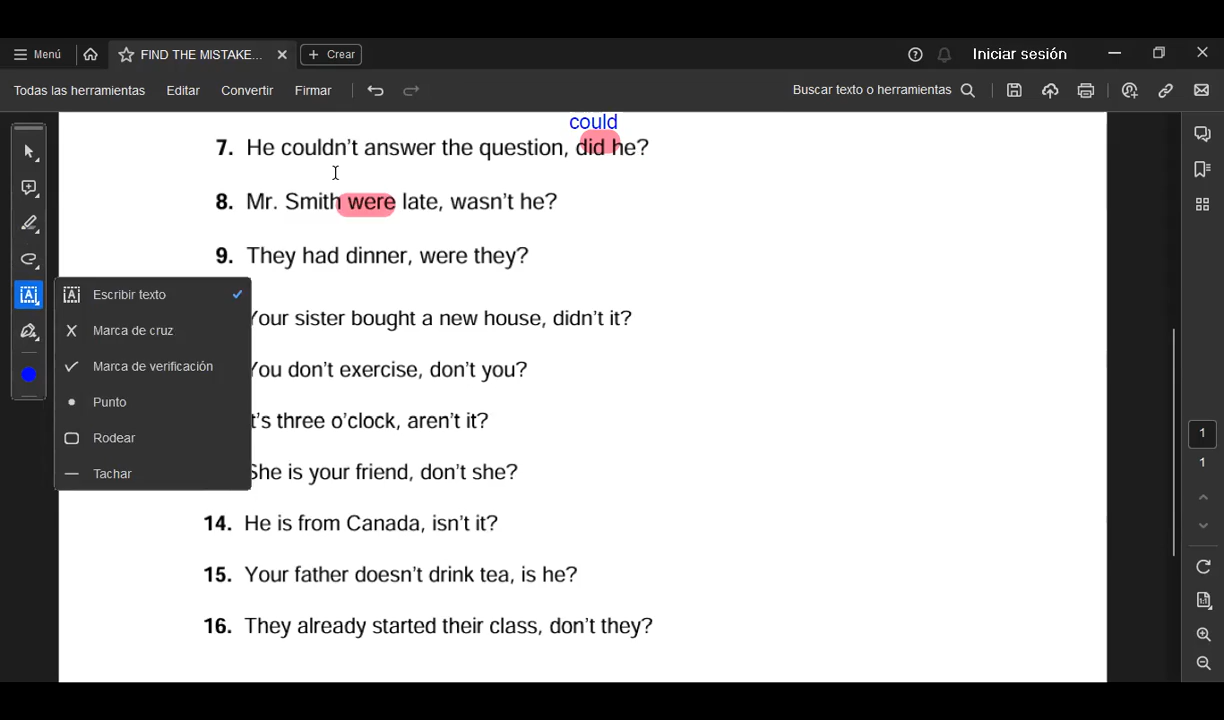 Menú
FIND THE MISTAKE...
Crear
Iniciar sesión
Todas las herramientas
Editar
Convertir
Firmar
Buscar texto o herramientas
could
7. He couldn't answer the question, did he?
8. Mr. Smith were late, wasn't he?
9. They had dinner, were they?
Your sister bought a new house, didn't it?
You don't exercise, don't you?
It's three o'clock, aren't it?
She is your friend, don't she?
14. He is from Canada, isn't it?
15. Your father doesn't drink tea, is he?
16. They already started their class, don't they?
Escribir texto
Marca de cruz
Marca de verificación
Punto
Rodear
Tachar
1
1